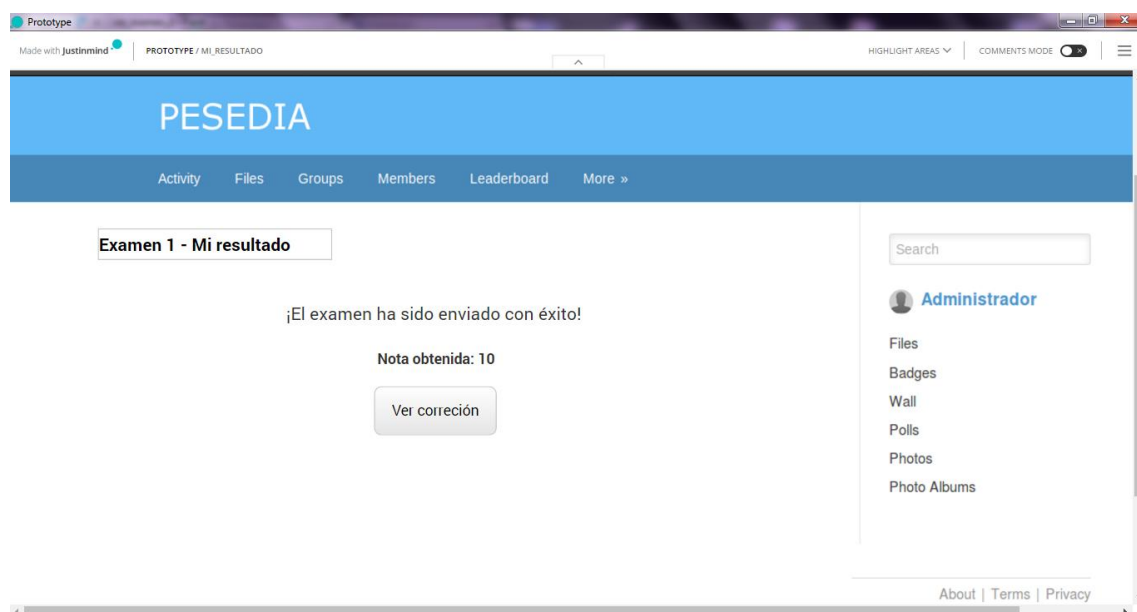 Prototype
Made with Justinmind PROTOTYPE / MI_RESULTADO HIGHLIGHT AREAS COMMENTS MODE
PESEDIA
Activity Files Groups Members Leaderboard More »
Examen 1 - Mi resultado
Search
¡El examen ha sido enviado con éxito!
Administrador
Nota obtenida: 10
Files
Badges
Ver correción
Wall
Polls
Photos
Photo Albums
About | Terms | Privacy